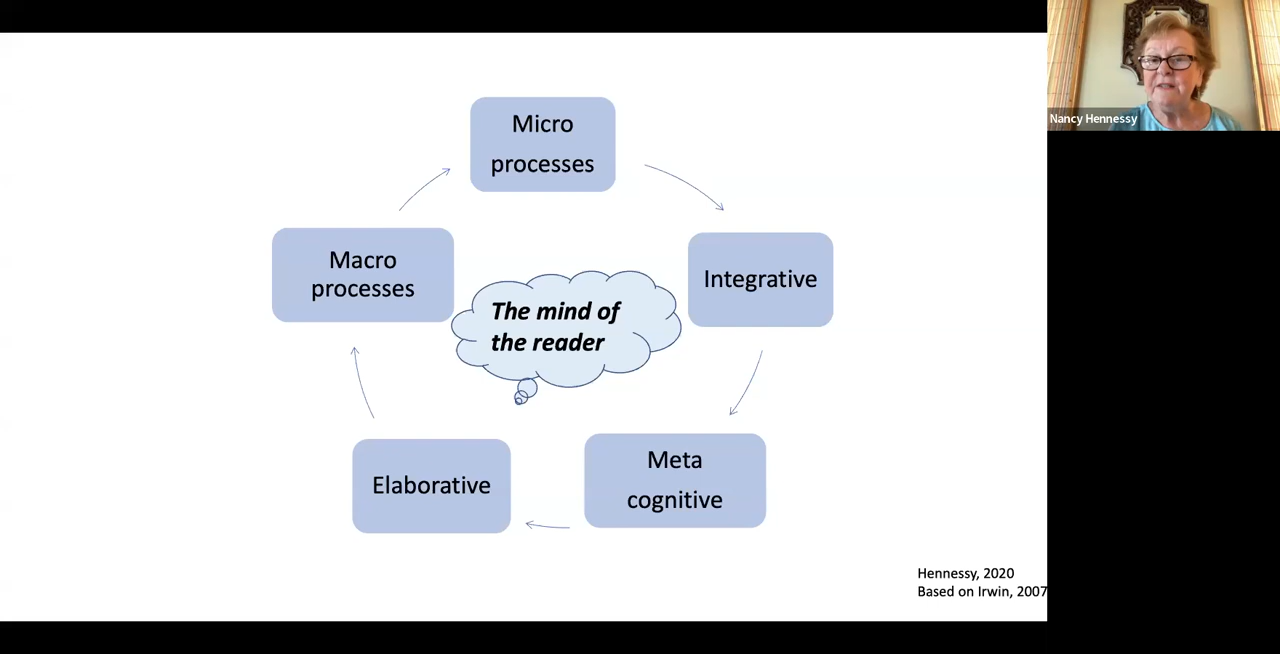 Nancy Hennessy
Micro
processes
Macro
processes
Integrative
The mind of
the reader
Meta
cognitive
Elaborative
Hennessy, 2020
Based on Irwin, 2007